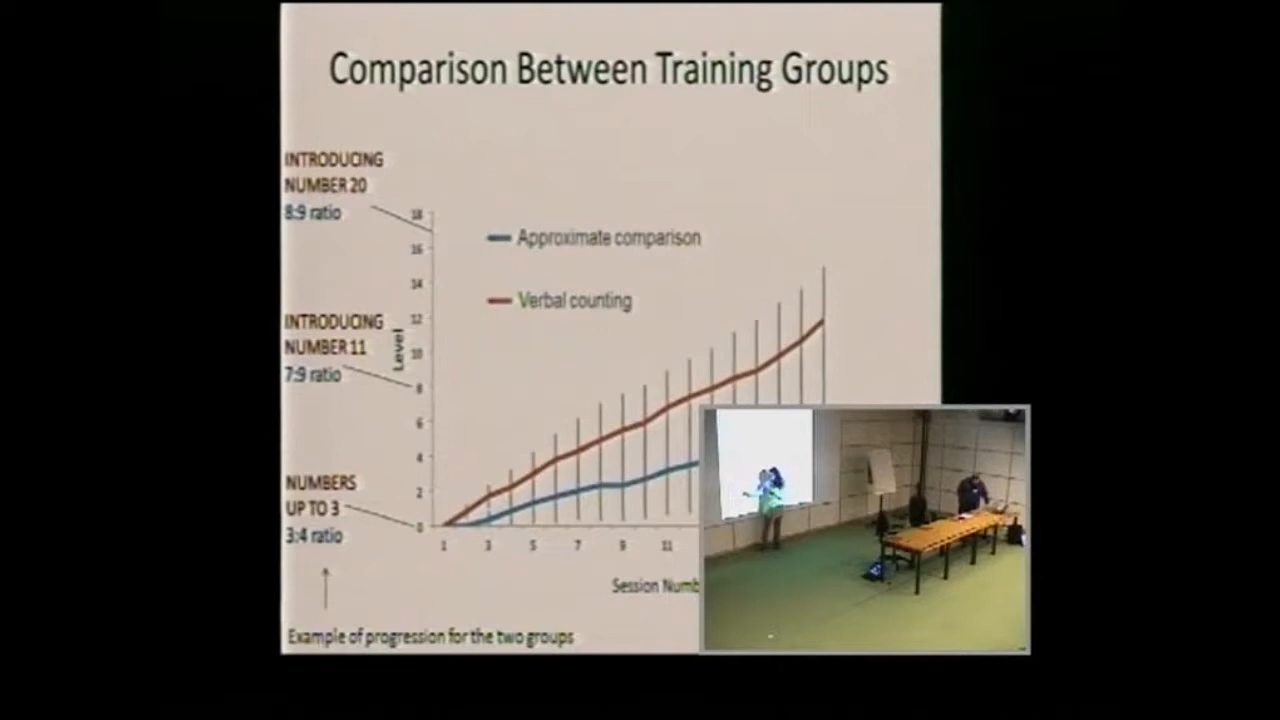 Comparison Between Training Groups
INTRODUCING
NUMBER 20
8:9 ratio
INTRODUCING
NUMBER 11
7:9 ratio
NUMBERS
UP TO 3
3:4 ratio
Example of progression for the two groups
Level
18
16
14
12
10
8
6
4
2
0
Approximate comparison
Verbal counting
1
3
5
7
9
11
Session Numb